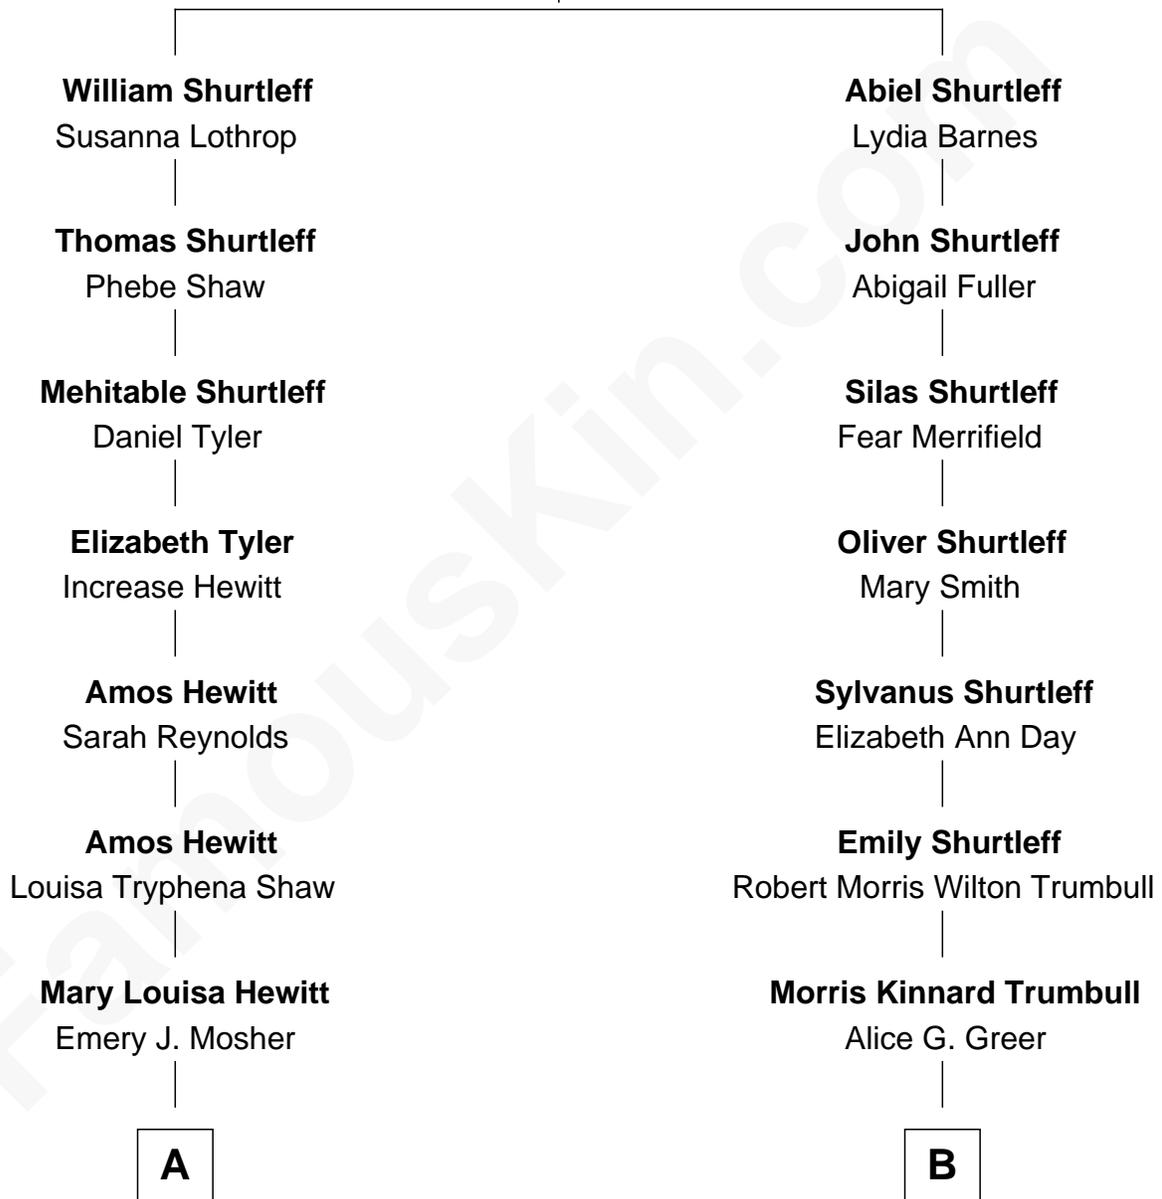 William Shurtleff
Susanna Lothrop
Abiel Shurtleff
Lydia Barnes
Thomas Shurtleff
Phebe Shaw
John Shurtleff
Abigail Fuller
Mehitable Shurtleff
Daniel Tyler
Silas Shurtleff
Fear Merrifield
Elizabeth Tyler
Increase Hewitt
Oliver Shurtleff
Mary Smith
Amos Hewitt
Sarah Reynolds
Sylvanus Shurtleff
Elizabeth Ann Day
Amos Hewitt
Louisa Tryphena Shaw
Emily Shurtleff
Robert Morris Wilton Trumbull
Mary Louisa Hewitt
Emery J. Mosher
Morris Kinnard Trumbull
Alice G. Greer
A
B
FamousKin.com